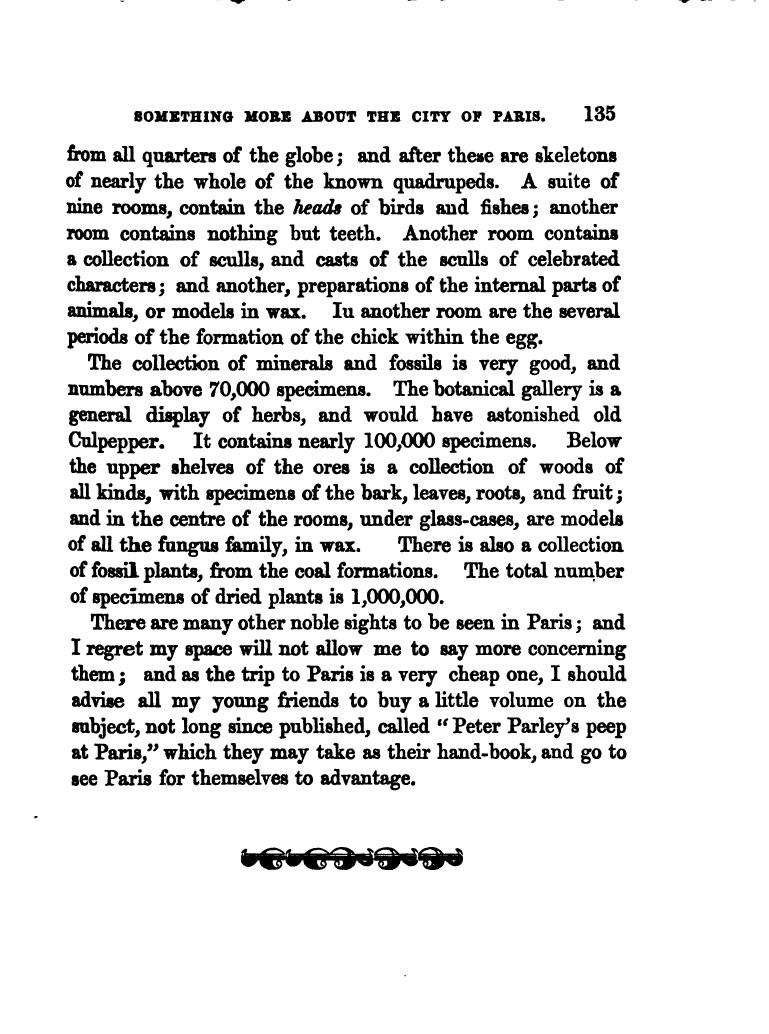 SOMETHING MORE ABOUT THE CITY OF PARIS. 135
from all quarters of the globe; and after these are skeletons
of nearly the whole of the known quadrupeds. A suite of
nine rooms, contain the heads of birds and fishes; another
room contains nothing but teeth. Another room contains
a collection of sculls, and casts of the sculls of celebrated
characters; and another, preparations of the internal parts of
animals, or models in wax. Iu another room are the several
periods of the formation of the chick within the egg.
The collection of minerals and fossils is very good, and
numbers above 70,000 specimens. The botanical gallery is a
general display of herbs, and would have astonished old
Culpepper. It contains nearly 100,000 specimens. Below
the upper shelves of the ores is a collection of woods of
all kinds, with specimens of the bark, leaves, roots, and fruit;
and in the centre of the rooms, under glass-cases, are models
of all the fungus family, in wax. There is also a collection
of fossil plants, from the coal formations. The total number
of specimens of dried plants is 1,000,000.
There are many other noble sights to be seen in Paris; and
I regret my space will not allow me to say more concerning
them; and as the trip to Paris is a very cheap one, I should
advise all my young friends to buy a little volume on the
subject, not long since published, called "Peter Parley's peep
at Paris," which they may take as their hand-book, and go to
see Paris for themselves to advantage.